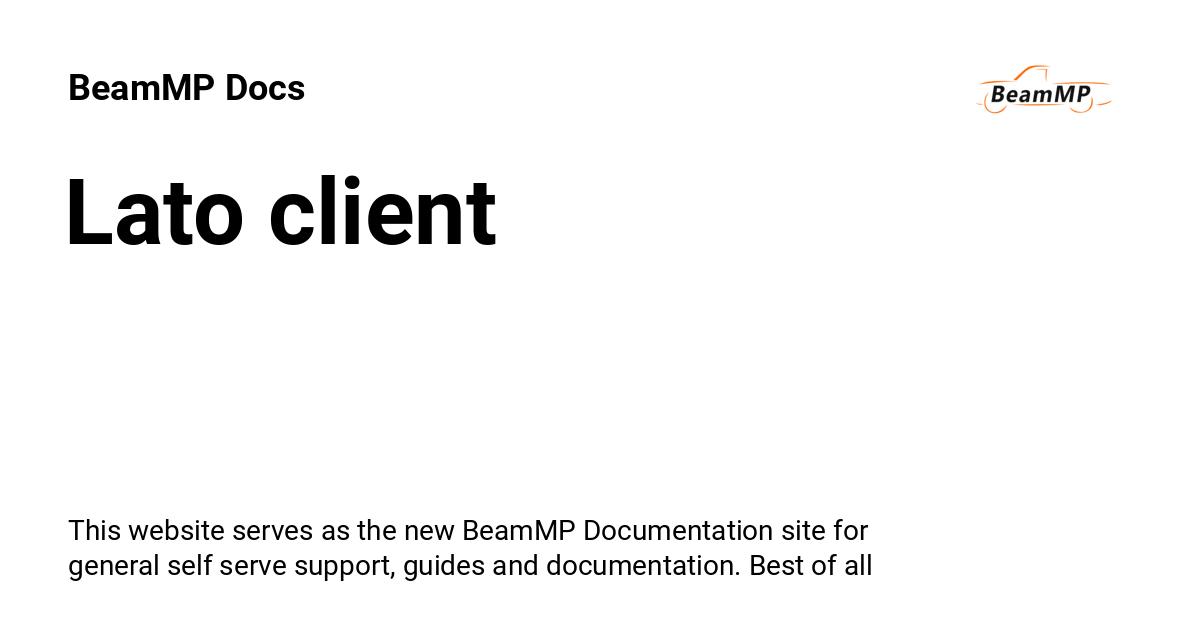 BeamMP Docs
BeamMP
Lato client
This website serves as the new BeamMP Documentation site for
general self serve support, guides and documentation. Best of all